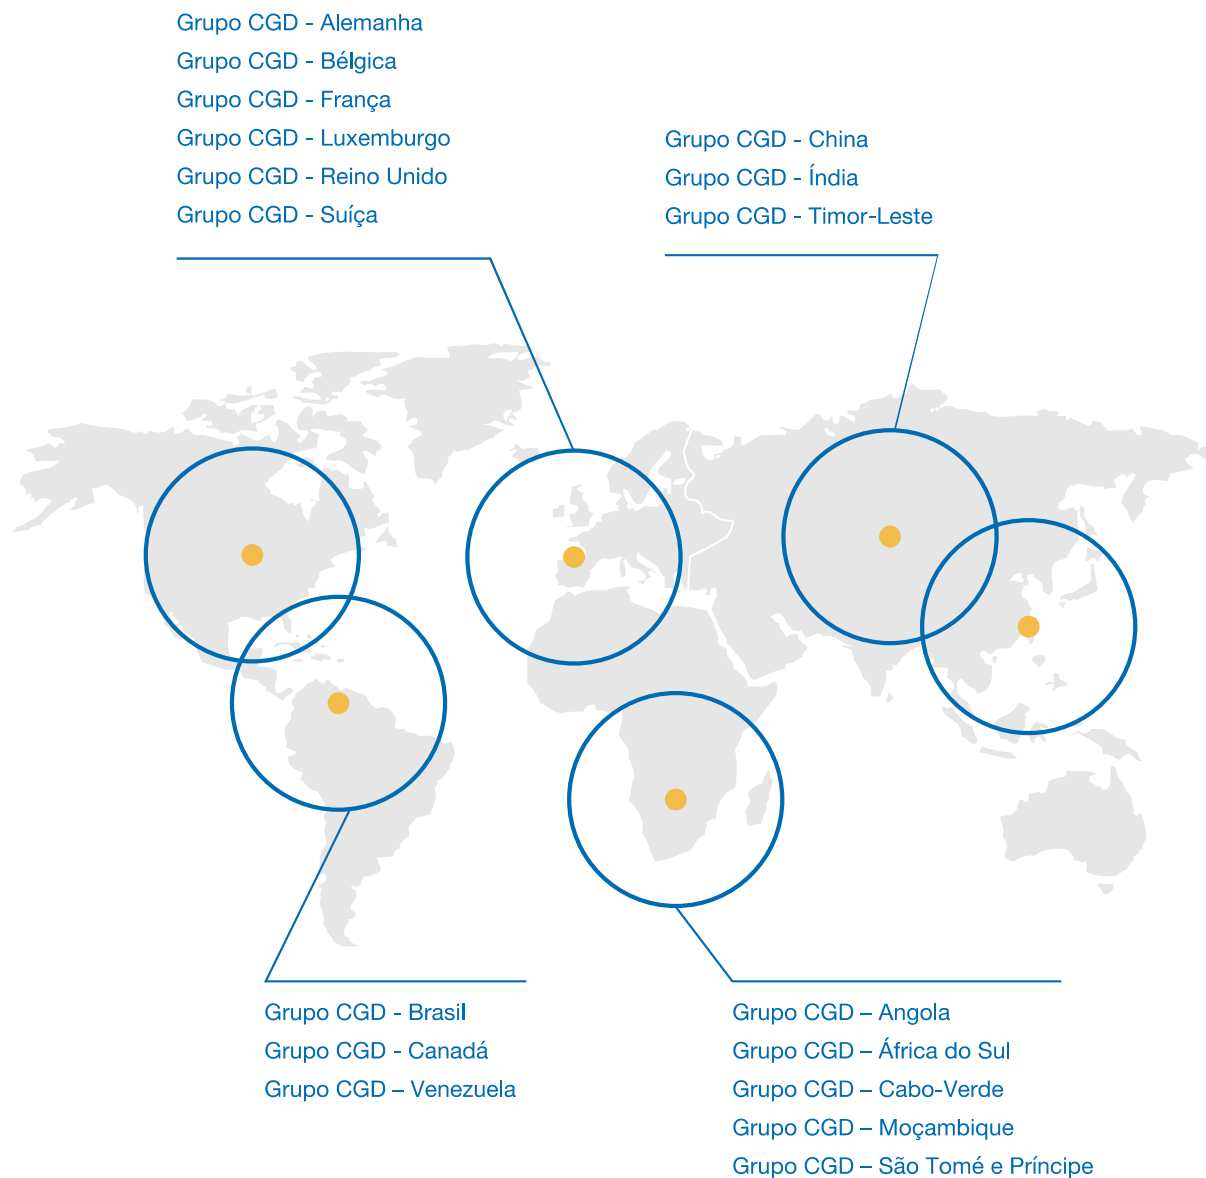 Grupo CGD - Alemanha
Grupo CGD - Bélgica
Grupo CGD - França
Grupo CGD - Luxemburgo
Grupo CGD - Reino Unido
Grupo CGD - Suíça
Grupo CGD - China
Grupo CGD - Índia
Grupo CGD - Timor-Leste
Grupo CGD - Brasil
Grupo CGD - Canadá
Grupo CGD – Venezuela
Grupo CGD – Angola
Grupo CGD – África do Sul
Grupo CGD – Cabo-Verde
Grupo CGD – Moçambique
Grupo CGD – São Tomé e Príncipe